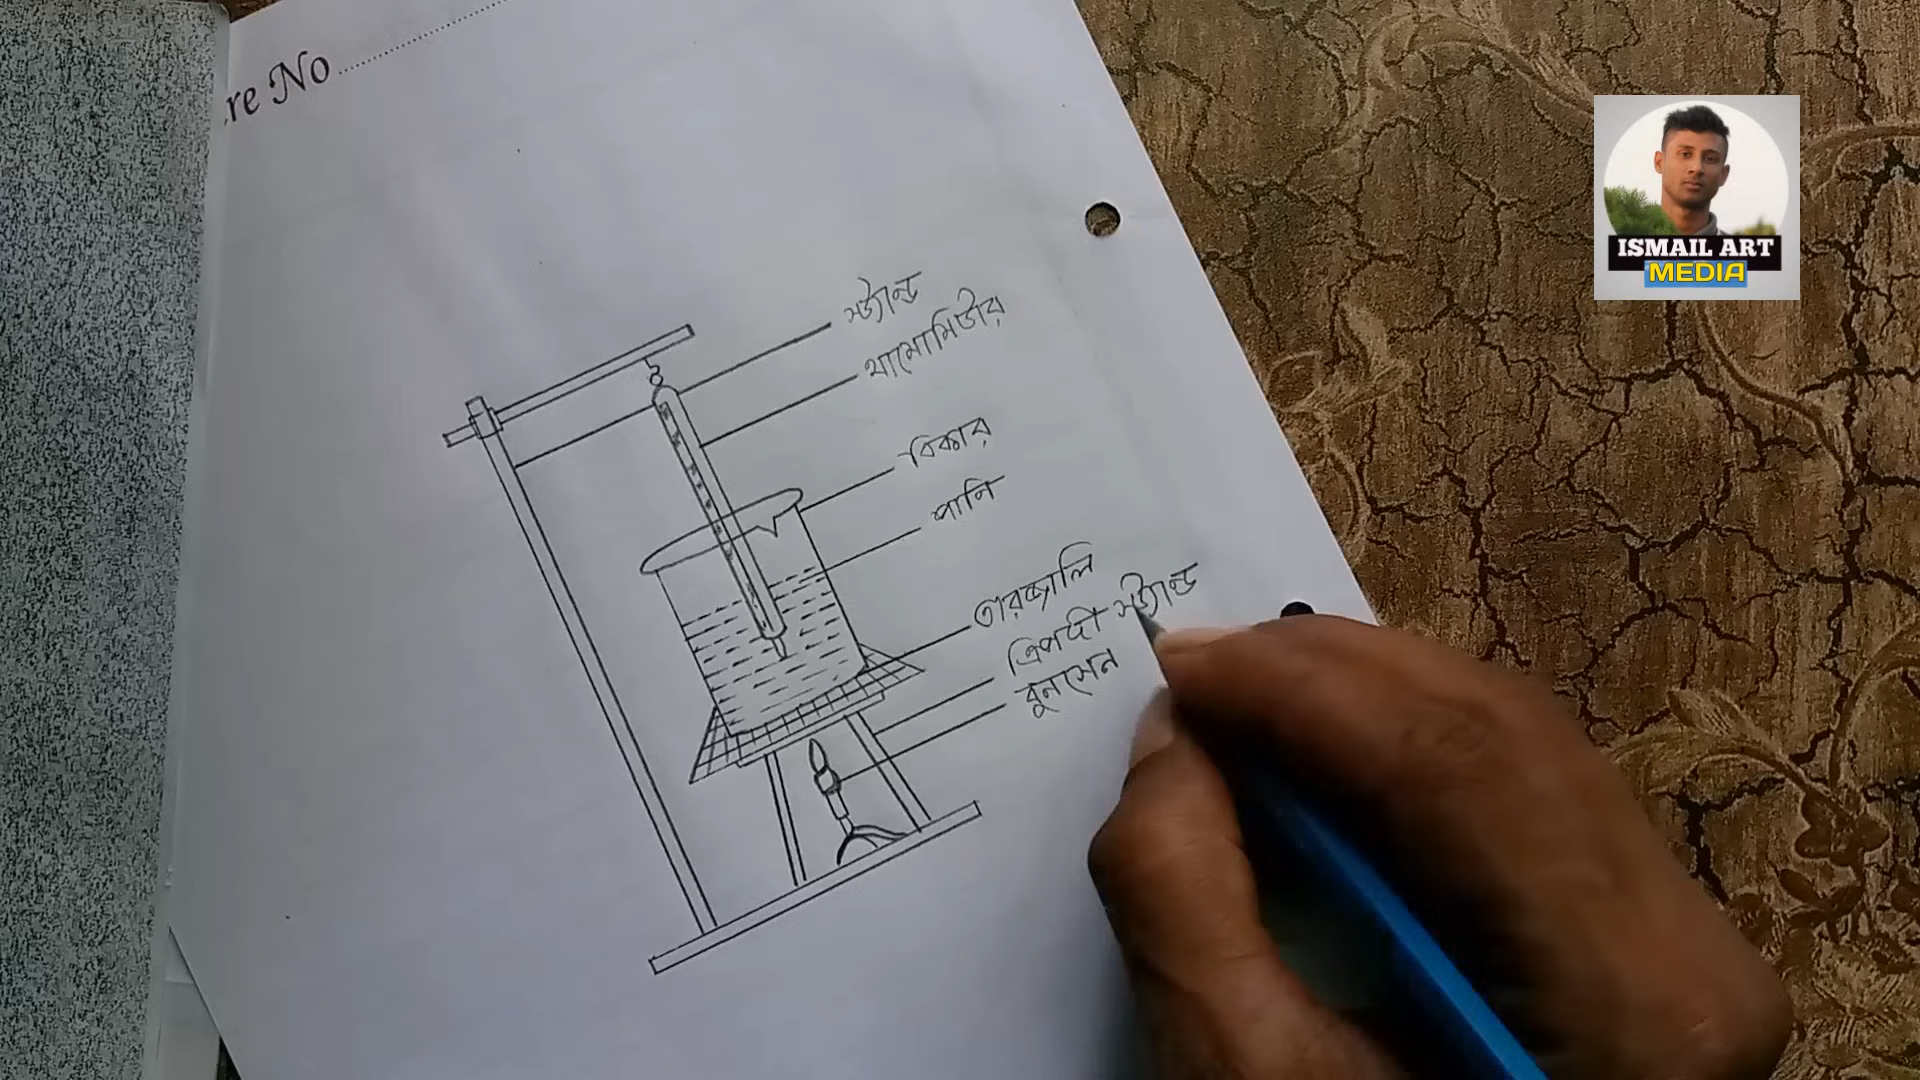 re No
ISMAIL ART
MEDIA
স্ট্যান্ড
থামোমিটার
বিকার
পানি
তারজালি
ত্রিপদী স্ট্যান্ড
বুনসেন